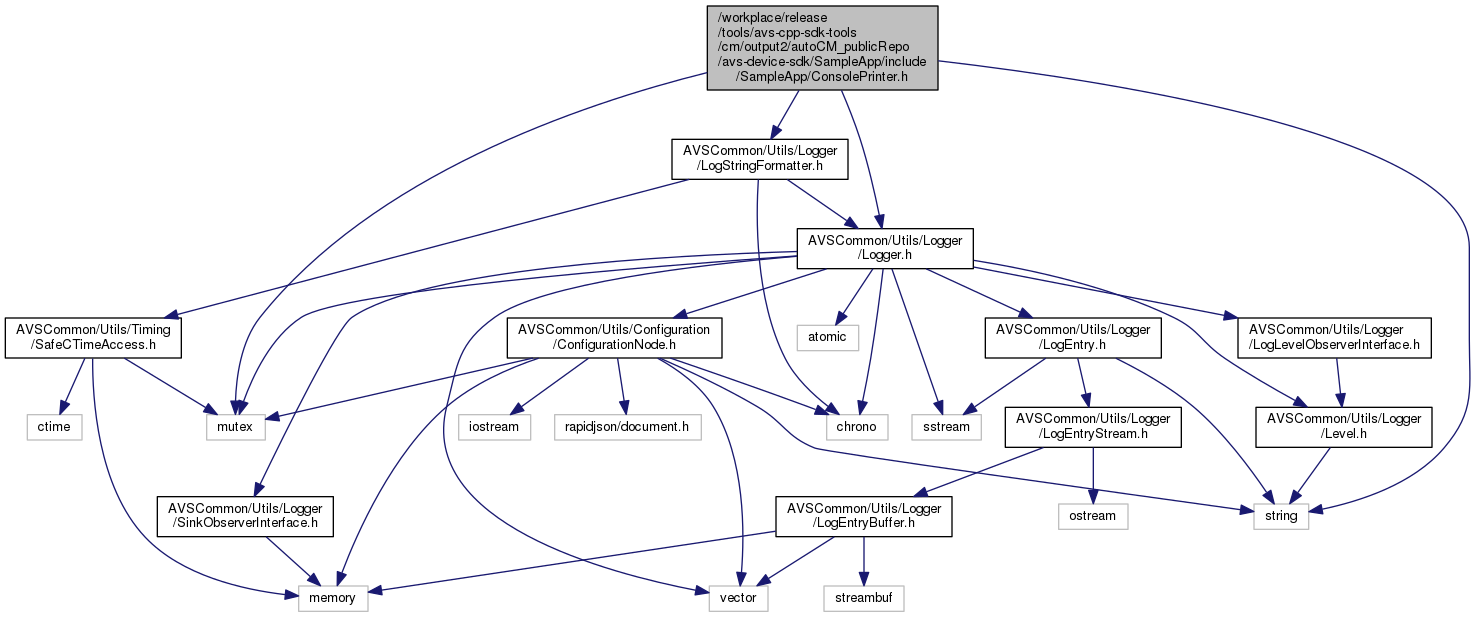 /workplace/release
/tools/avs-cpp-sdk-tools
/cm/output2/autoCM_publicRepo
/avs-device-sdk/SampleApp/include
/SampleApp/ConsolePrinter.h
AVSCommon/Utils/Logger
/LogStringFormatter.h
AVSCommon/Utils/Logger
/Logger.h
AVSCommon/Utils/Timing
/SafeCTimeAccess.h
AVSCommon/Utils/Configuration
/ConfigurationNode.h
atomic
AVSCommon/Utils/Logger
/LogEntry.h
AVSCommon/Utils/Logger
/LogLevelObserverInterface.h
ctime
mutex
iostream
rapidjson/document.h
chrono
sstream
AVSCommon/Utils/Logger
/LogEntryStream.h
AVSCommon/Utils/Logger
/Level.h
AVSCommon/Utils/Logger
/SinkObserverInterface.h
AVSCommon/Utils/Logger
/LogEntryBuffer.h
ostream
string
memory
vector
streambuf